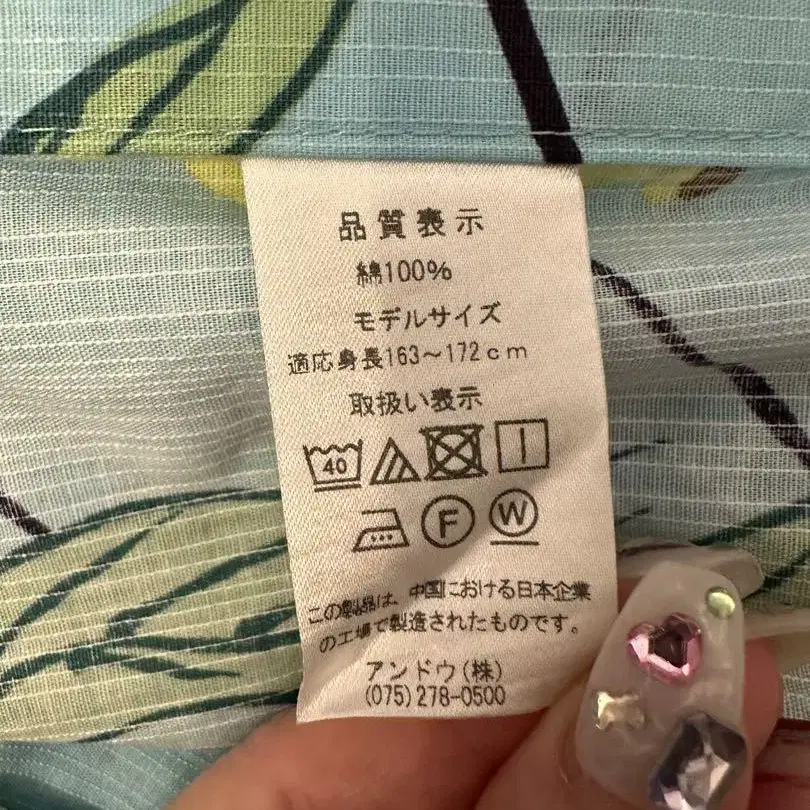 品質表示
綿100%
モデルサイズ
適応身長163～172cm
取扱い表示
40
F W
この製品は、中国における日本企業
の工場で製造されたものです。
アンドウ(株)
(075)278-0500